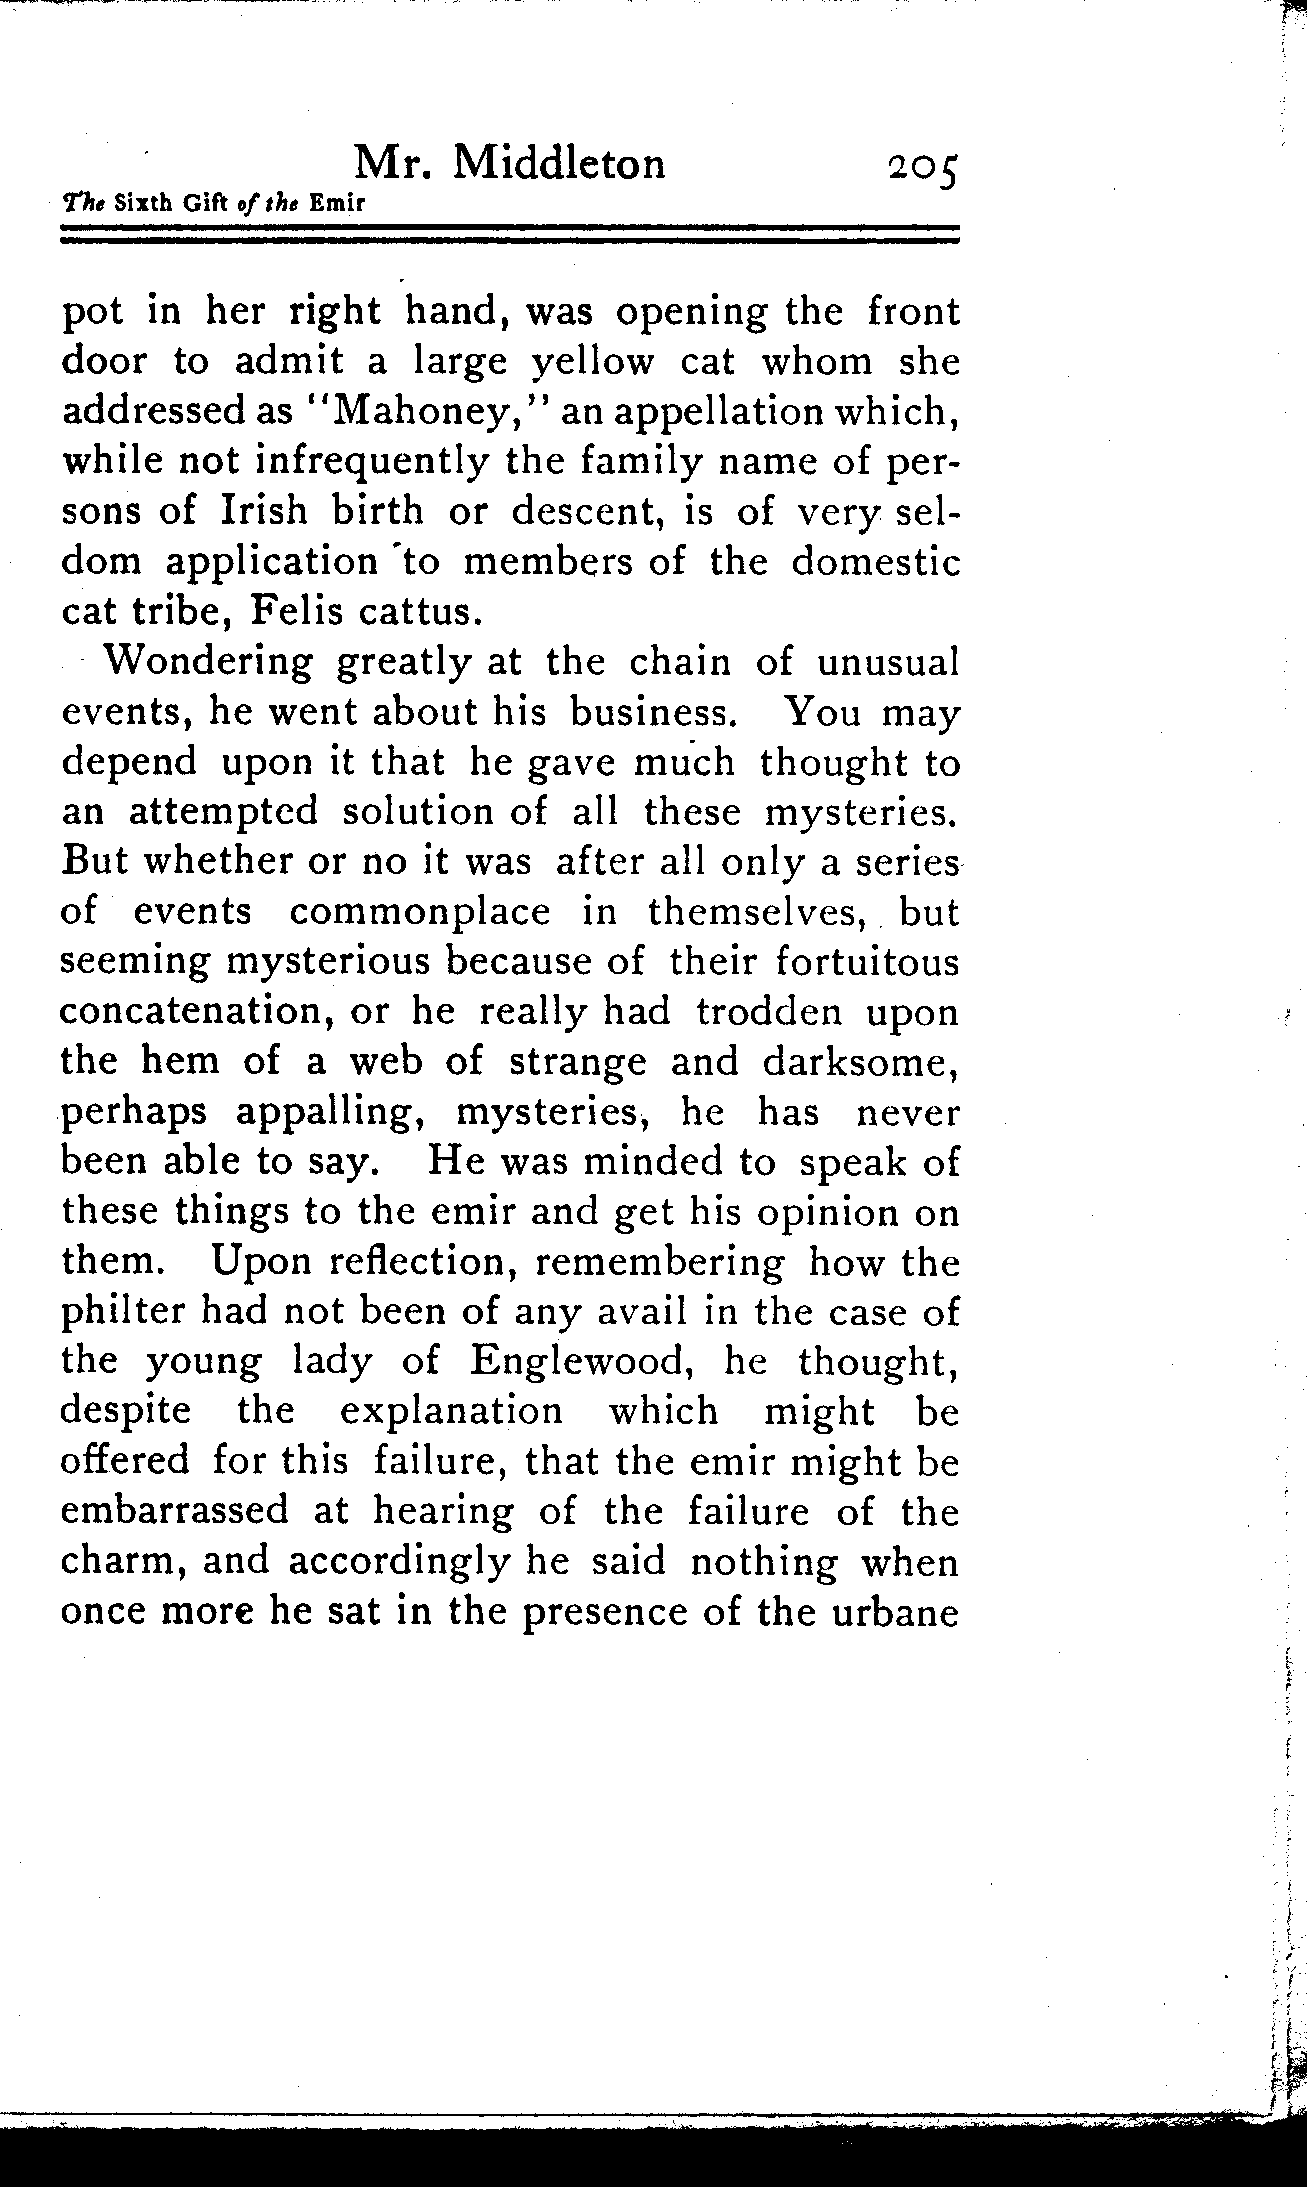 Mr. Middleton 205
The Sixth Gift of the Emir
pot in her right hand, was opening the front
door to admit a large yellow cat whom she
addressed as "Mahoney," an appellation which,
while not infrequently the family name of per-
sons of Irish birth or descent, is of very sel-
dom application to members of the domestic
cat tribe, Felis cattus.
Wondering greatly at the chain of unusual
events, he went about his business. You may
depend upon it that he gave much thought to
an attempted solution of all these mysteries.
But whether or no it was after all only a series
of events commonplace in themselves, but
seeming mysterious because of their fortuitous
concatenation, or he really had trodden upon
the hem of a web of strange and darksome,
perhaps appalling, mysteries, he has never
been able to say. He was minded to speak of
these things to the emir and get his opinion on
them. Upon reflection, remembering how the
philter had not been of any avail in the case of
the young lady of Englewood, he thought,
despite the explanation which might be
offered for this failure, that the emir might be
embarrassed at hearing of the failure of the
charm, and accordingly he said nothing when
once more he sat in the presence of the urbane